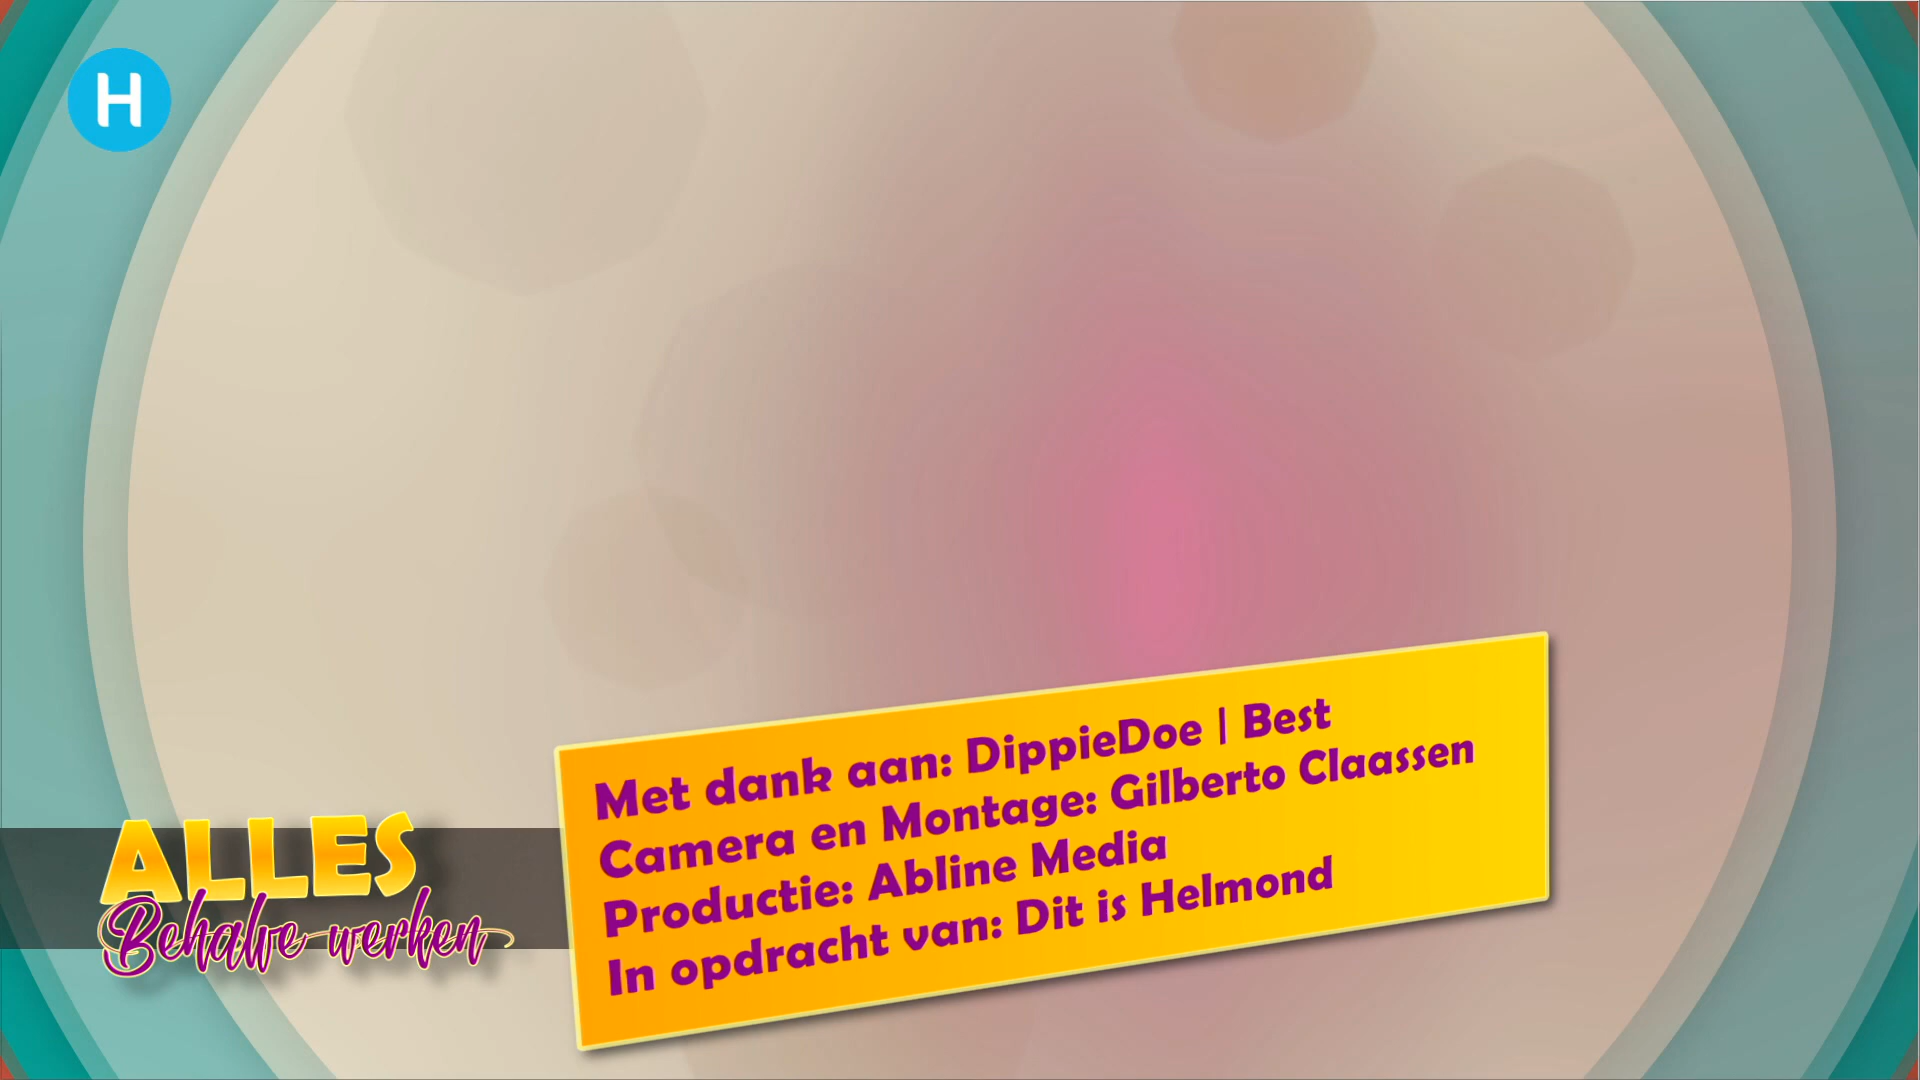 H
Met dank aan: DippieDoe | Best
Camera en Montage: Gilberto Claassen
Productie: Abline Media
In opdracht van: Dit is Helmond
ALLES
Behalve werken